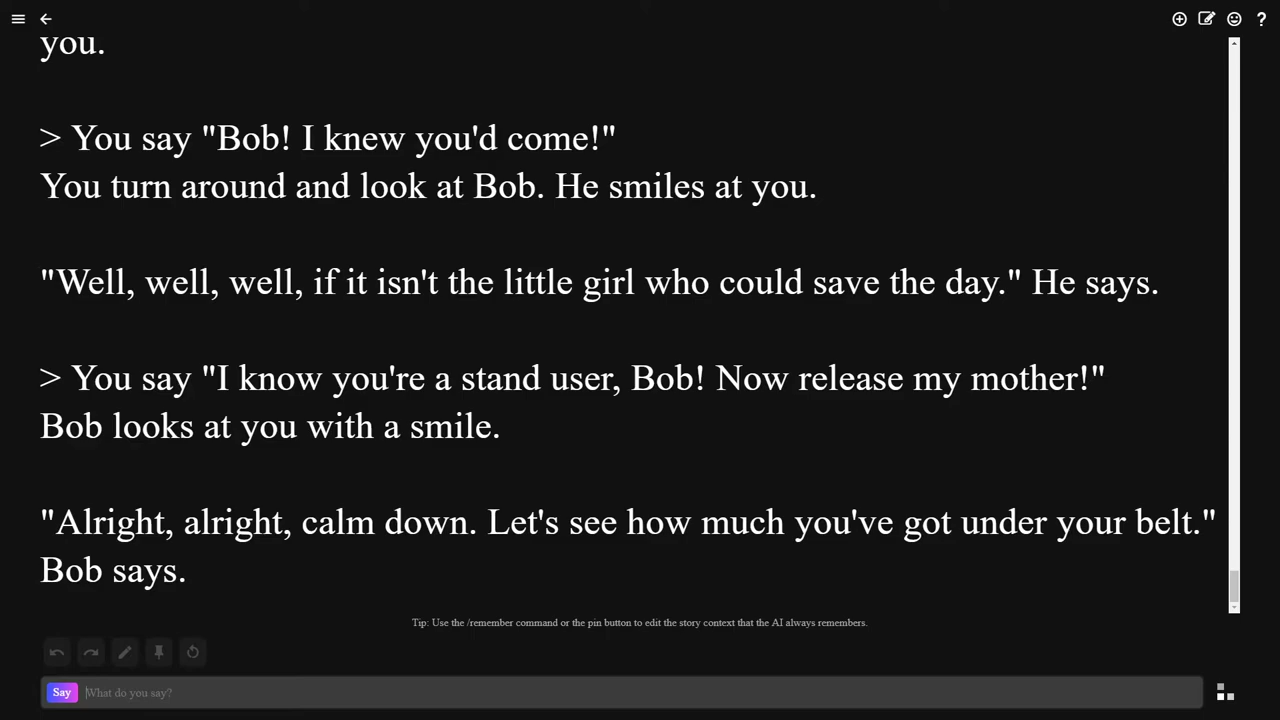 you.
> You say "Bob! I knew you'd come!"
You turn around and look at Bob. He smiles at you.
"Well, well, well, if it isn't the little girl who could save the day." He says.
> You say "I know you're a stand user, Bob! Now release my mother!"
Bob looks at you with a smile.
"Alright, alright, calm down. Let's see how much you've got under your belt."
Bob says.
Tip: Use the /remember command or the pin button to edit the story context that the AI always remembers.
Say What do you say?